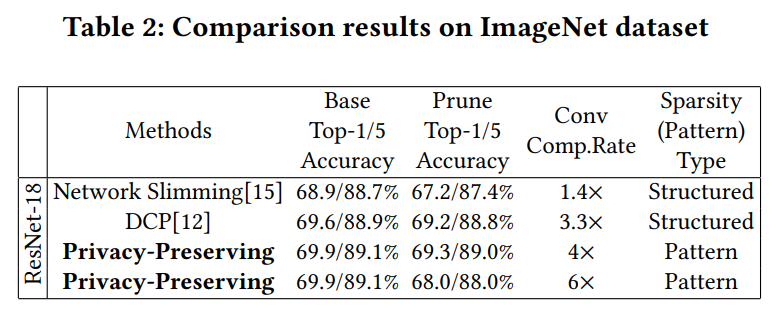 Table 2: Comparison results on ImageNet dataset
ResNet-18
Methods
Base Top-1/5 Accuracy
Prune Top-1/5 Accuracy
Conv Comp.Rate
Sparsity (Pattern) Type
Network Slimming[15] 68.9/88.7% 67.2/87.4% 1.4× Structured
DCP[12] 69.6/88.9% 69.2/88.8% 3.3× Structured
Privacy-Preserving 69.9/89.1% 69.3/89.0% 4× Pattern
Privacy-Preserving 69.9/89.1% 68.0/88.0% 6× Pattern